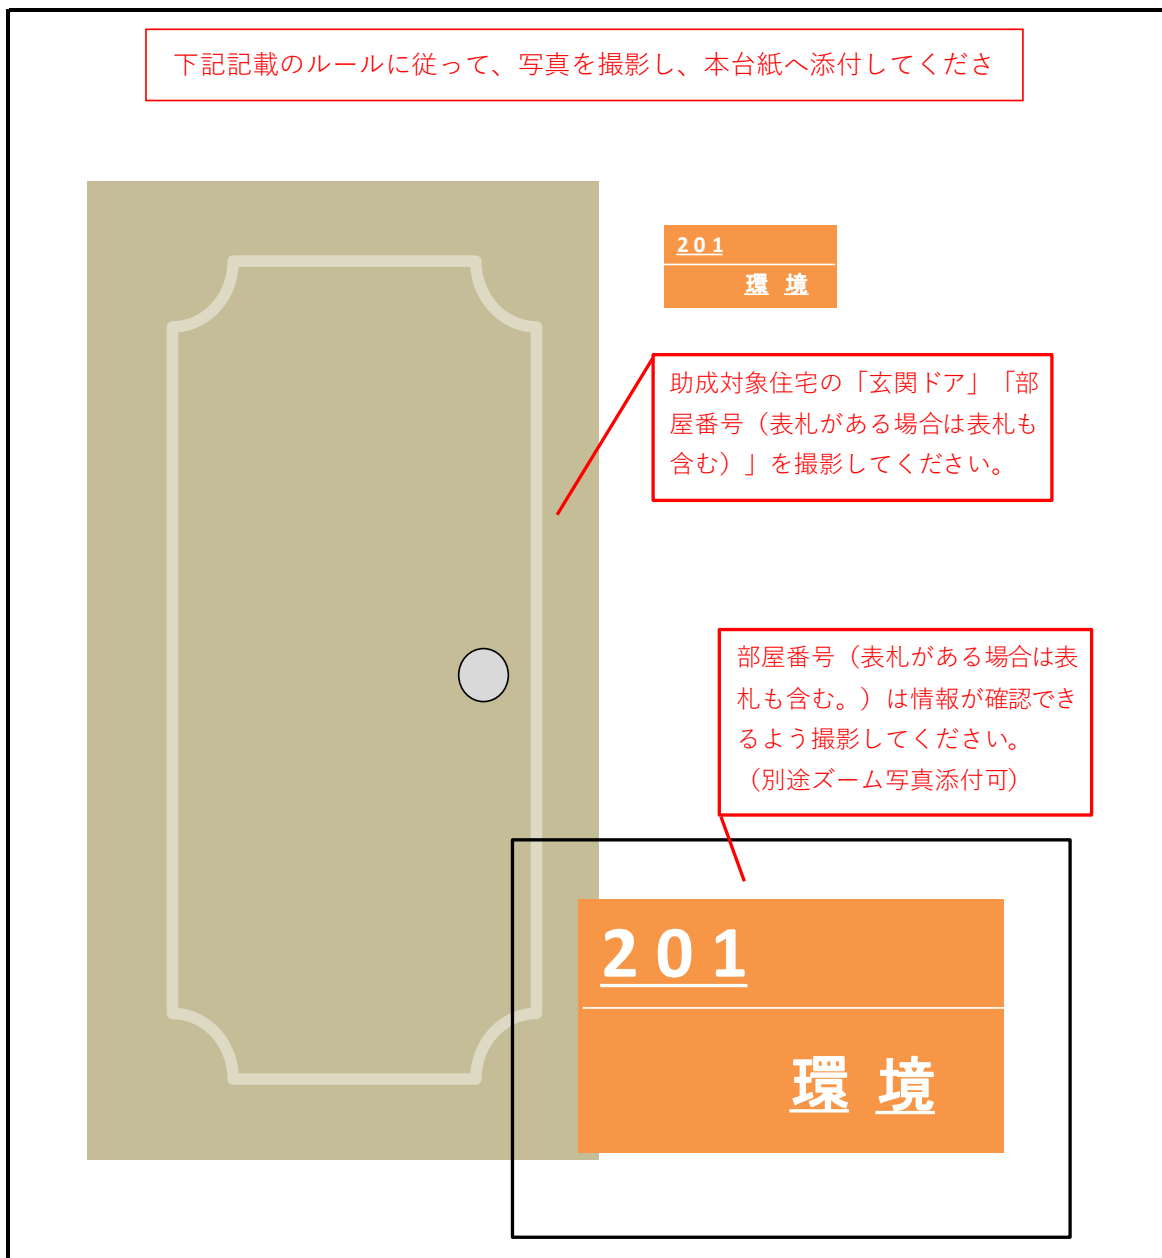 下記記載のルールに従って、写真を撮影し、本台紙へ添付してくださ
201
環 境
助成対象住宅の「玄関ドア」「部
屋番号（表札がある場合は表札も
含む）」を撮影してください。
部屋番号（表札がある場合は表
札も含む。）は情報が確認でき
るよう撮影してください。
（別途ズーム写真添付可）
201
環 境